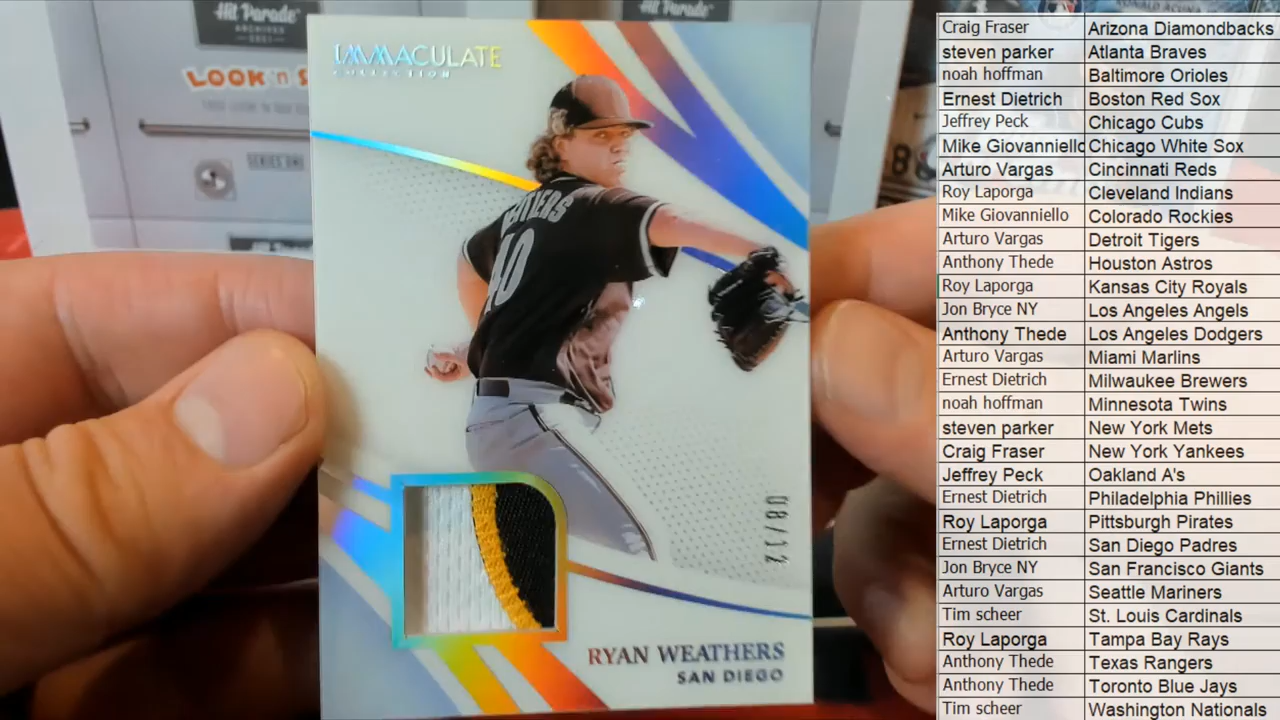 Hit Parade
ARCHIVED
LOOK 'n
SERIES ONE
Hit Parade
IMMACULATE
COLLECTION
40
08/12
RYAN WEATHERS
SAN DIEGO
Craig Fraser Arizona Diamondbacks
steven parker Atlanta Braves
noah hoffman Baltimore Orioles
Ernest Dietrich Boston Red Sox
Jeffrey Peck Chicago Cubs
Mike Giovanniello Chicago White Sox
Arturo Vargas Cincinnati Reds
Roy Laporga Cleveland Indians
Mike Giovanniello Colorado Rockies
Arturo Vargas Detroit Tigers
Anthony Thede Houston Astros
Roy Laporga Kansas City Royals
Jon Bryce NY Los Angeles Angels
Anthony Thede Los Angeles Dodgers
Arturo Vargas Miami Marlins
Ernest Dietrich Milwaukee Brewers
noah hoffman Minnesota Twins
steven parker New York Mets
Craig Fraser New York Yankees
Jeffrey Peck Oakland A's
Ernest Dietrich Philadelphia Phillies
Roy Laporga Pittsburgh Pirates
Ernest Dietrich San Diego Padres
Jon Bryce NY San Francisco Giants
Arturo Vargas Seattle Mariners
Tim scheer St. Louis Cardinals
Roy Laporga Tampa Bay Rays
Anthony Thede Texas Rangers
Anthony Thede Toronto Blue Jays
Tim scheer Washington Nationals